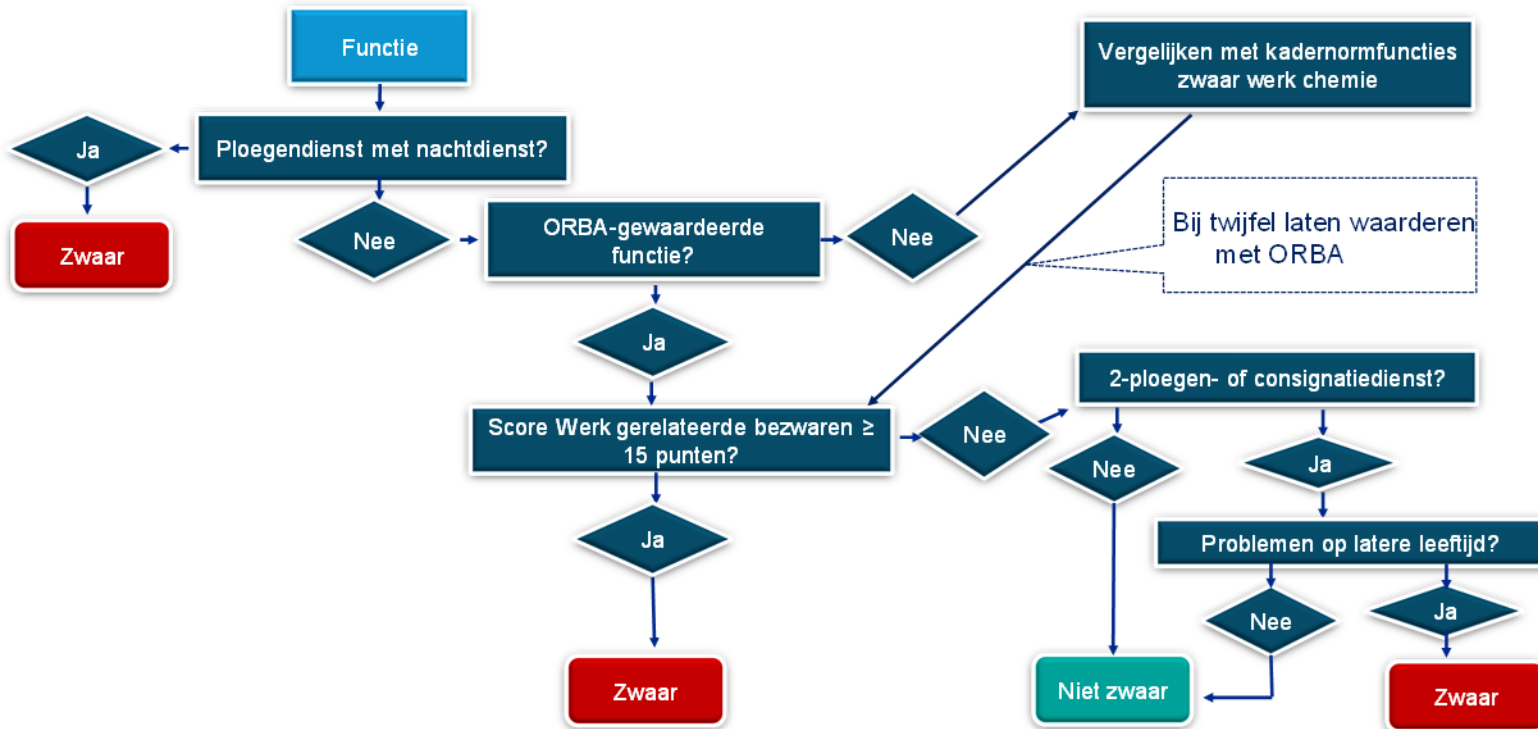 Functie
Vergelijken met kadernormfuncties
zwaar werk chemie
Ja
Ploegendienst met nachtdienst?
Nee
ORBA-gewaardeerde
functie?
Nee
Bij twijfel laten waarderen
met ORBA
Zwaar
Ja
2-ploegen- of consignatiedienst?
Score Werk gerelateerde bezwaren ≥
15 punten?
Nee
Nee
Ja
Ja
Problemen op latere leeftijd?
Nee
Ja
Zwaar
Niet zwaar
Zwaar